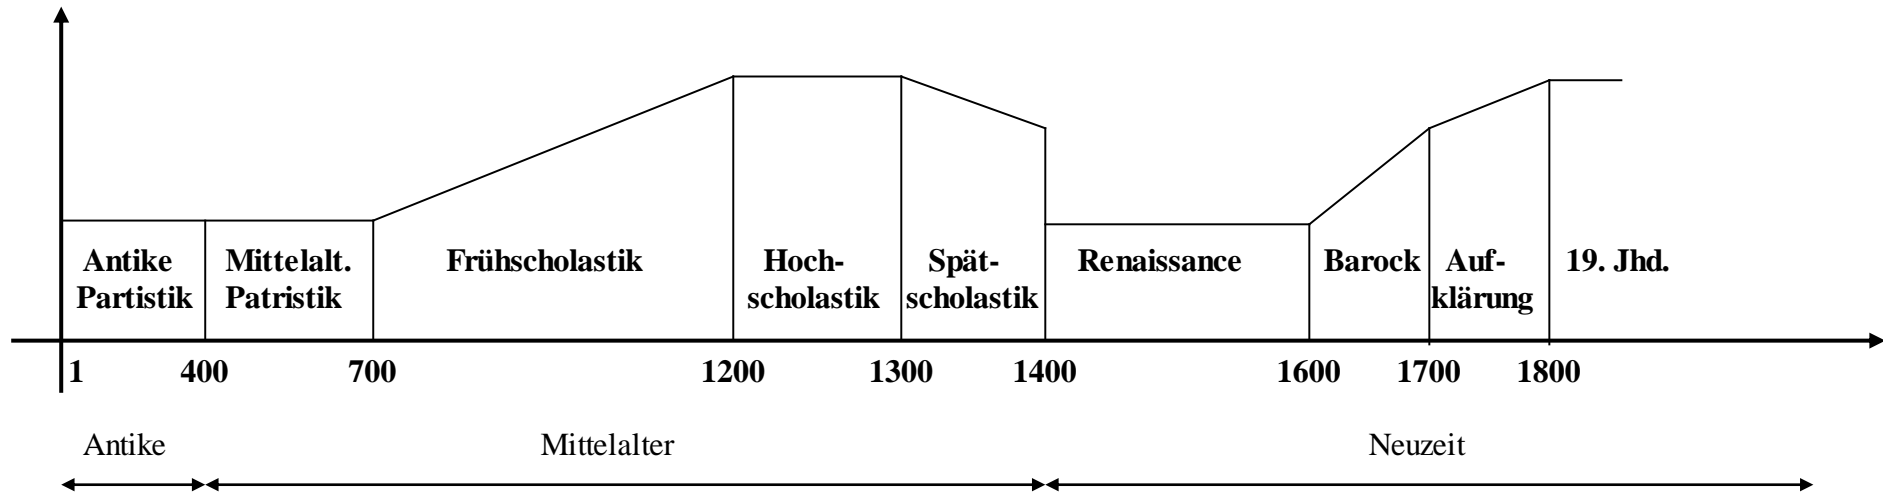 Antike Mittelalt. Frühscholastik Hoch- Spät- Renaissance Barock Auf- 19. Jhd.
Partistik Patristik scholastik scholastik klärung
1 400 700 1200 1300 1400 1600 1700 1800
Antike Mittelalter Neuzeit